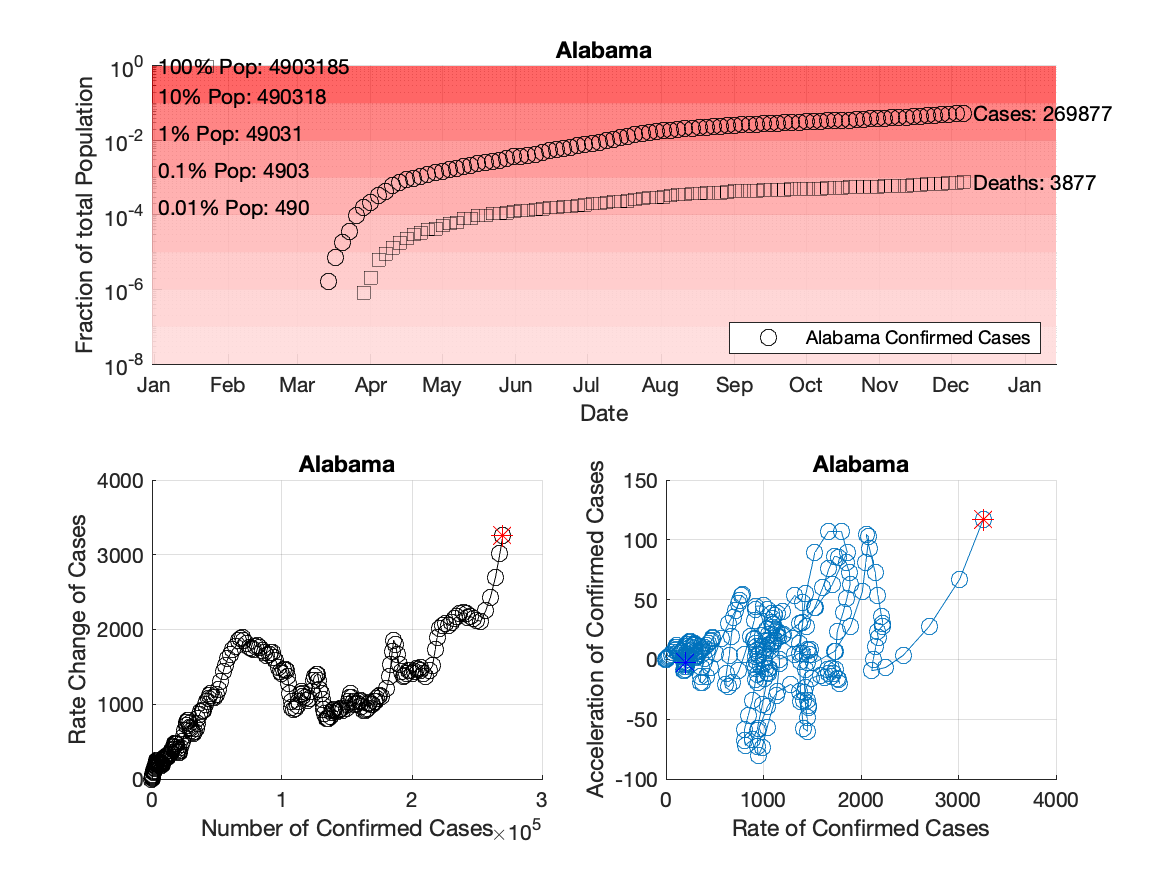 Alabama
Fraction of total Population
10^0
10^-2
10^-4
10^-6
10^-8
100% Pop: 4903185
10% Pop: 490318
1% Pop: 49031
0.1% Pop: 4903
0.01% Pop: 490
Cases: 269877
Deaths: 3877
Alabama Confirmed Cases
Jan Feb Mar Apr May Jun Jul Aug Sep Oct Nov Dec Jan
Date
Alabama
Rate Change of Cases
4000
3000
2000
1000
0
0 1 2 3
Number of Confirmed Cases
×10^5
Alabama
Acceleration of Confirmed Cases
150
100
50
0
-50
-100
0 1000 2000 3000 4000
Rate of Confirmed Cases